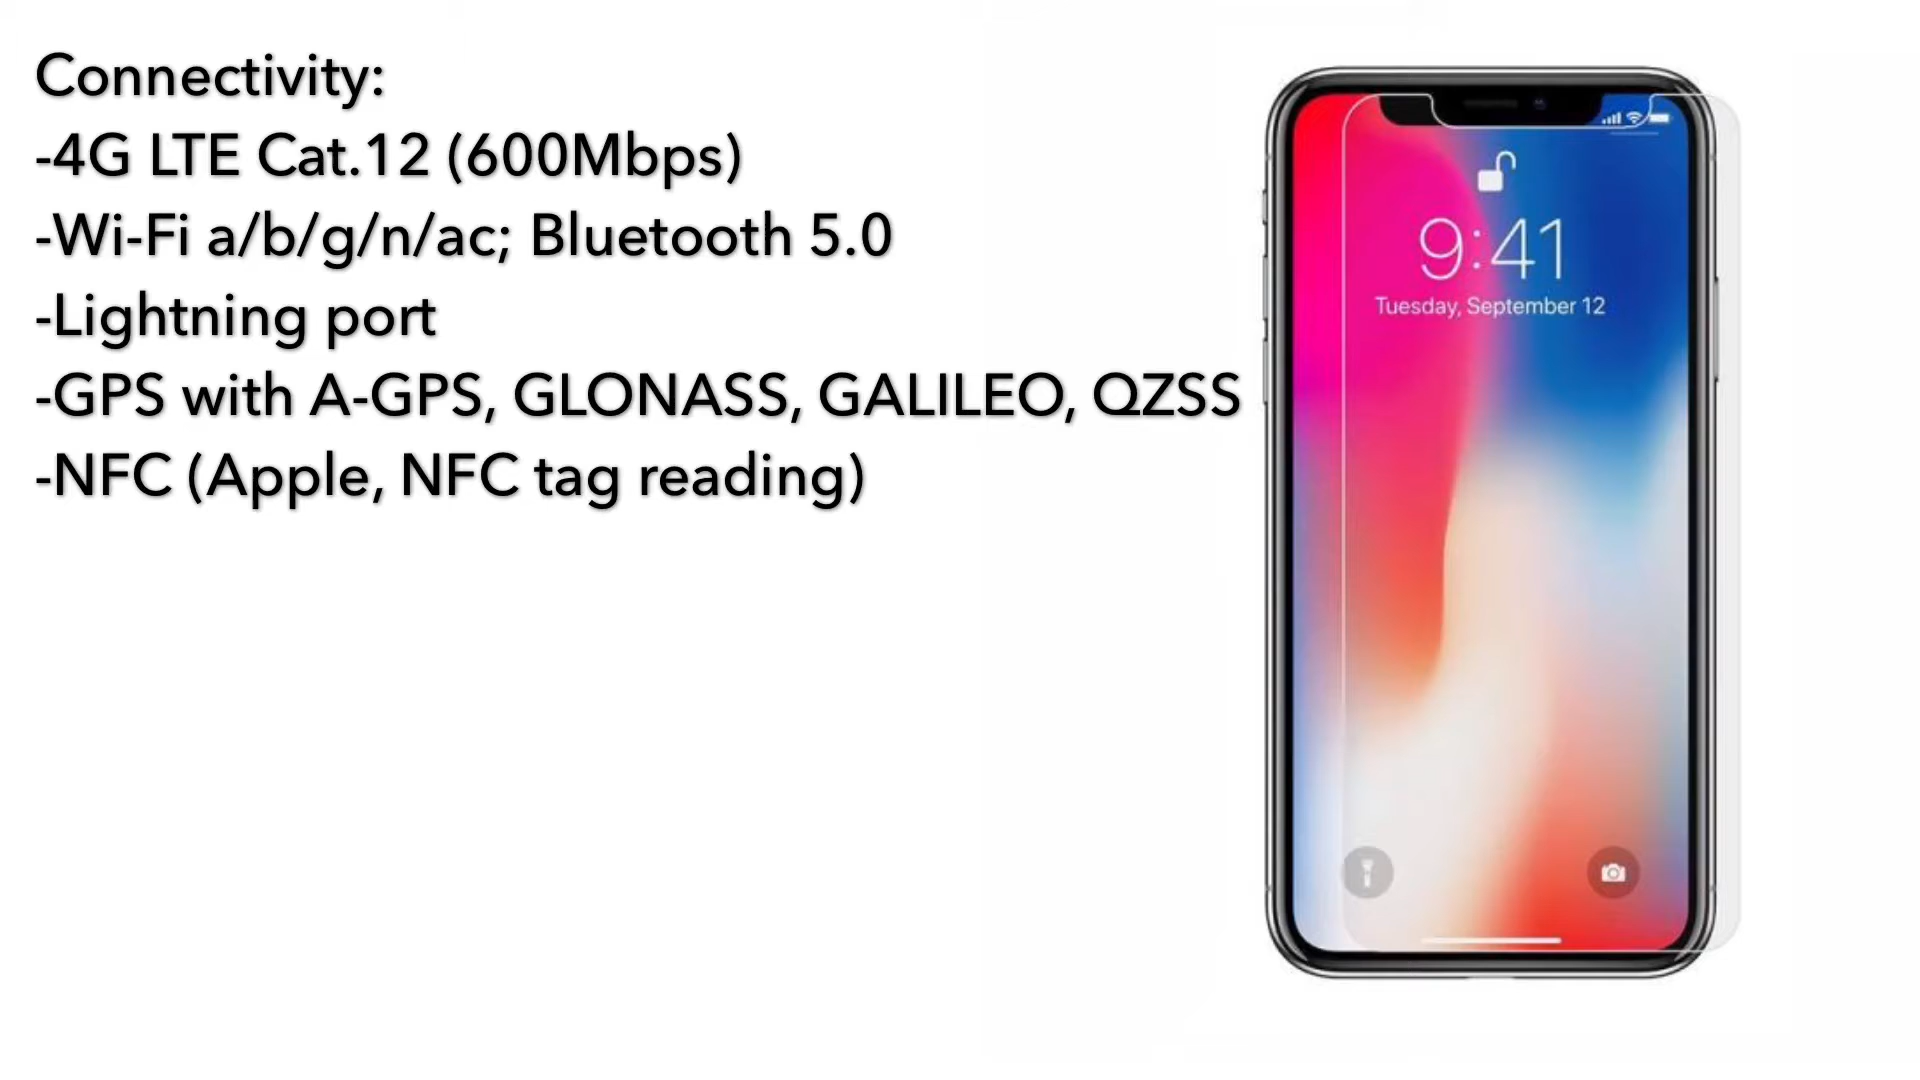 Connectivity:
-4G LTE Cat.12 (600Mbps)
-Wi-Fi a/b/g/n/ac; Bluetooth 5.0
-Lightning port
-GPS with A-GPS, GLONASS, GALILEO, QZSS
-NFC (Apple, NFC tag reading)
9:41
Tuesday, September 12